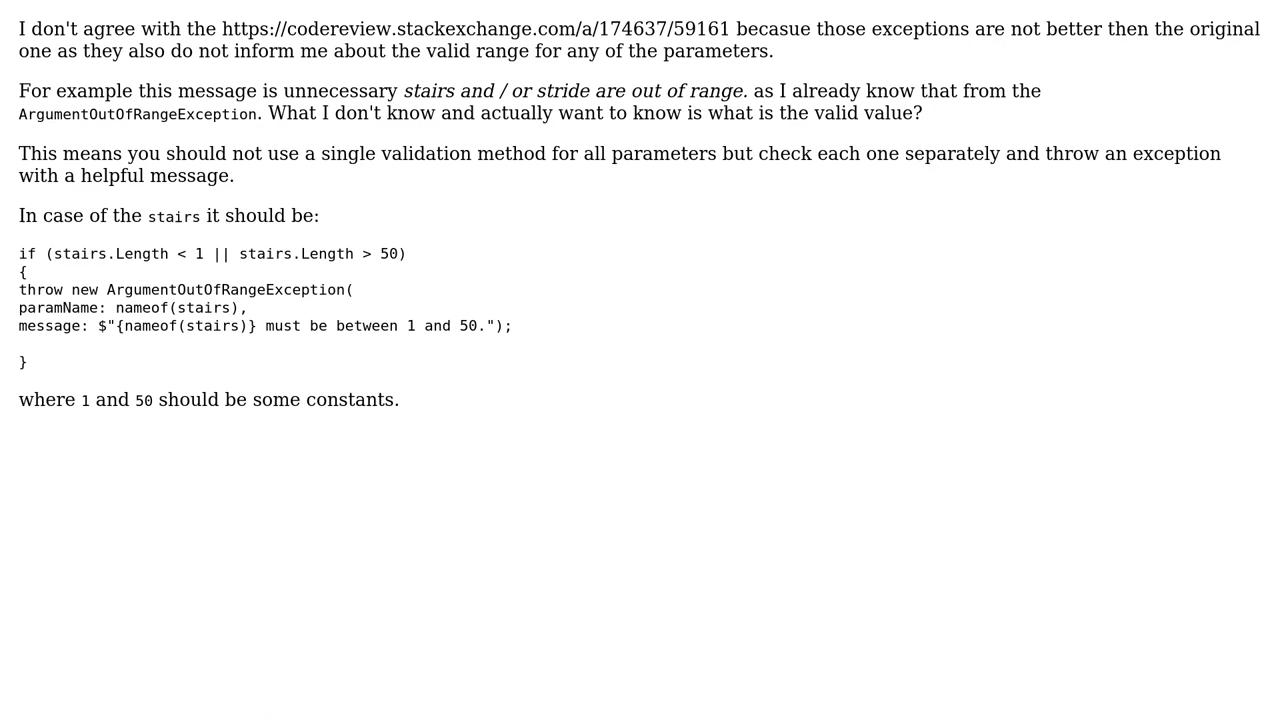 I don't agree with the https://codereview.stackexchange.com/a/174637/59161 becasue those exceptions are not better then the original
one as they also do not inform me about the valid range for any of the parameters.
For example this message is unnecessary stairs and / or stride are out of range. as I already know that from the
ArgumentOutOfRangeException. What I don't know and actually want to know is what is the valid value?
This means you should not use a single validation method for all parameters but check each one separately and throw an exception
with a helpful message.
In case of the stairs it should be:
if (stairs.Length < 1 || stairs.Length > 50)
{
throw new ArgumentOutOfRangeException(
paramName: nameof(stairs),
message: $"{nameof(stairs)} must be between 1 and 50.");
}
where 1 and 50 should be some constants.